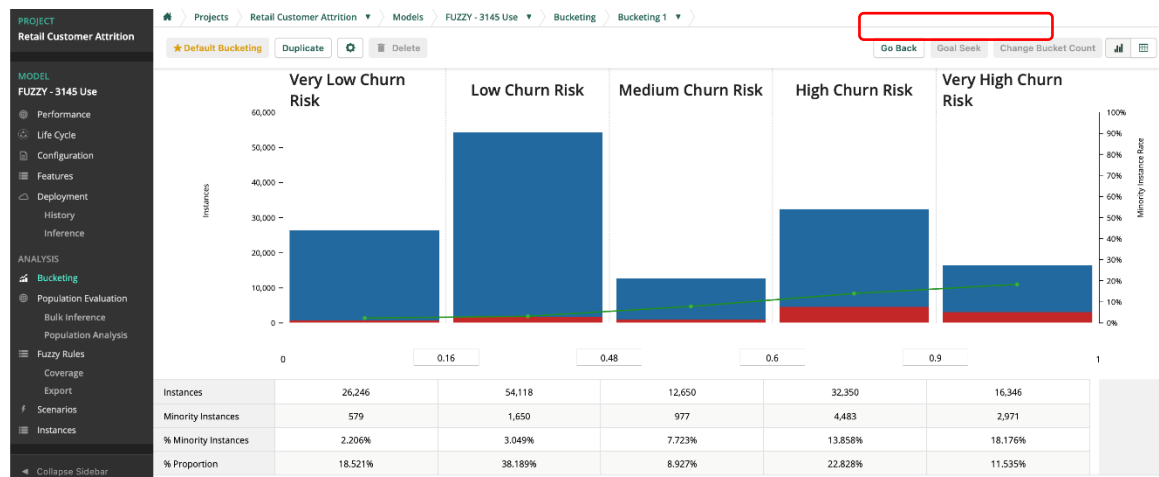 PROJECT
Retail Customer Attrition
MODEL
FUZZY - 3145 Use
Performance
Life Cycle
Configuration
Features
Deployment
History
Inference
ANALYSIS
Bucketing
Population Evaluation
Bulk Inference
Population Analysis
Fuzzy Rules
Coverage
Export
Scenarios
Instances
Collapse Sidebar
Projects Retail Customer Attrition Models FUZZY - 3145 Use Bucketing Bucketing 1
Default Bucketing Duplicate Delete Go Back Goal Seek Change Bucket Count
Very Low Churn Risk Low Churn Risk Medium Churn Risk High Churn Risk Very High Churn Risk
60,000
50,000
40,000
30,000
20,000
10,000
0
Instances
100%
90%
80%
70%
60%
50%
40%
30%
20%
10%
0%
Minority Instance Rate
0 0.16 0.48 0.6 0.9 1
Instances 26,246 54,118 12,650 32,350 16,346
Minority Instances 579 1,650 977 4,483 2,971
% Minority Instances 2.206% 3.049% 7.723% 13.858% 18.176%
% Proportion 18.521% 38.189% 8.927% 22.828% 11.535%